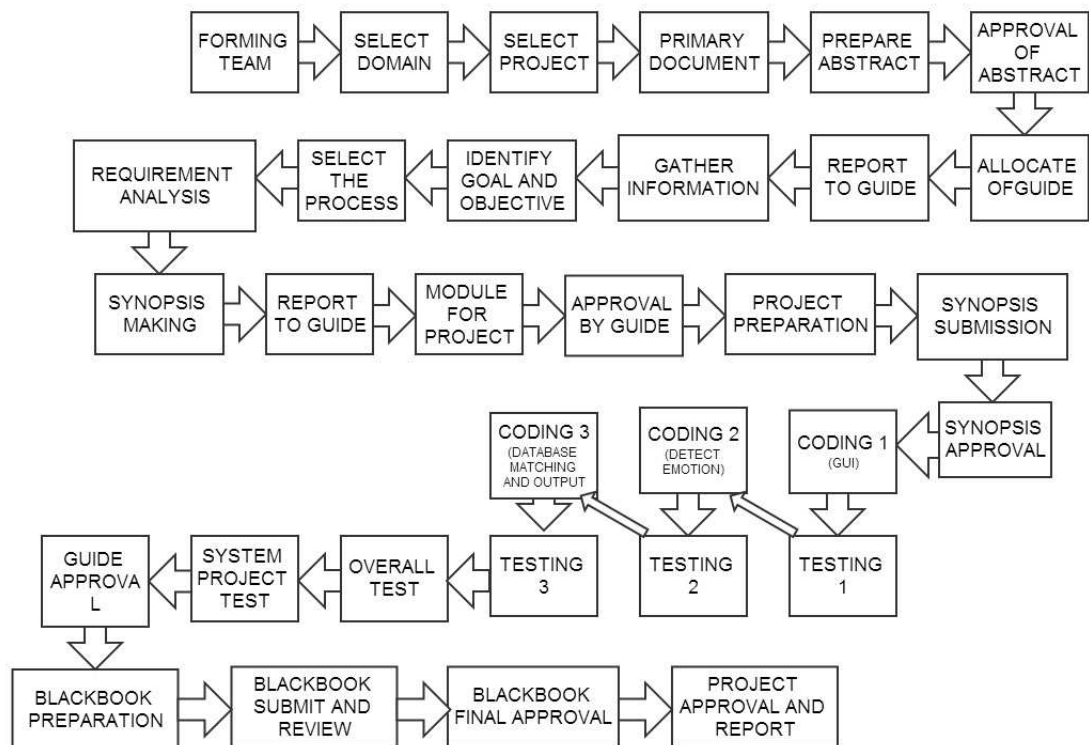 FORMING
TEAM
SELECT
DOMAIN
SELECT
PROJECT
PRIMARY
DOCUMENT
PREPARE
ABSTRACT
APPROVAL
OF
ABSTRACT
ALLOCATE
OFGUIDE
REPORT
TO GUIDE
GATHER
INFORMATION
IDENTIFY
GOAL AND
OBJECTIVE
SELECT
THE
PROCESS
REQUIREMENT
ANALYSIS
SYNOPSIS
MAKING
REPORT
TO GUIDE
MODULE
FOR
PROJECT
APPROVAL
BY GUIDE
PROJECT
PREPARATION
SYNOPSIS
SUBMISSION
SYNOPSIS
APPROVAL
CODING 1
(GUI)
TESTING
1
CODING 2
(DETECT
EMOTION)
TESTING
2
CODING 3
(DATABASE
MATCHING
AND OUTPUT
TESTING
3
OVERALL
TEST
SYSTEM
PROJECT
TEST
GUIDE
APPROVA
L
BLACKBOOK
PREPARATION
BLACKBOOK
SUBMIT AND
REVIEW
BLACKBOOK
FINAL APPROVAL
PROJECT
APPROVAL AND
REPORT